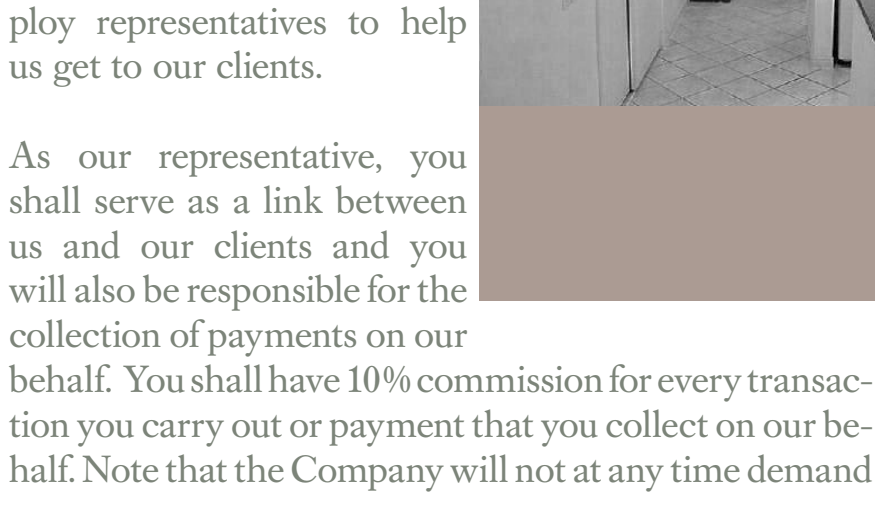 ploy representatives to help
us get to our clients.
As our representative, you
shall serve as a link between
us and our clients and you
will also be responsible for the
collection of payments on our
behalf. You shall have 10% commission for every transac-
tion you carry out or payment that you collect on our be-
half. Note that the Company will not at any time demand